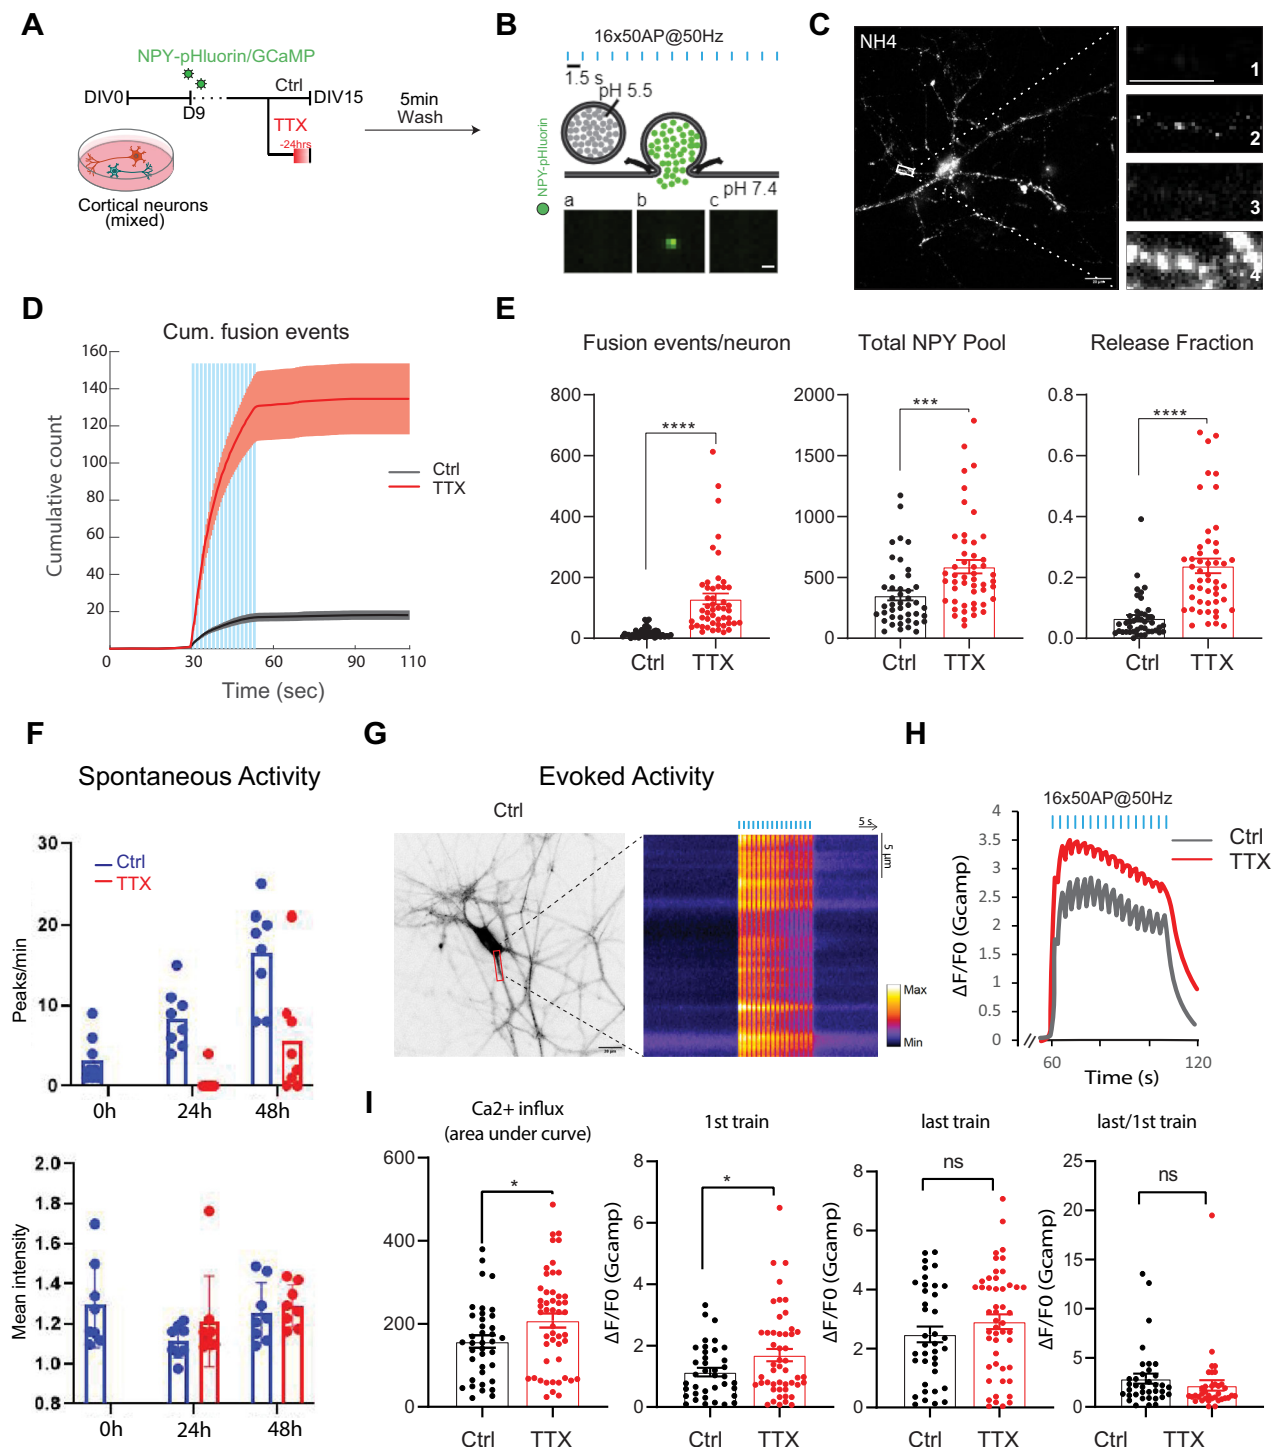 A
NPY-pHluorin/GCaMP
Ctrl
DIV0
D9
DIV15
TTX
-24hrs
5min
Wash
Cortical neurons
(mixed)
B
16x50AP@50Hz
1.5 s
pH 5.5
pH 7.4
NPY-pHluorin
a
b
c
C
NH4
1
2
3
4
D
Cum. fusion events
Cumulative count
160
140
120
100
80
60
40
20
0
30
60
90
110
Time (sec)
Ctrl
TTX
E
Fusion events/neuron
800
600
400
200
0
****
Ctrl
TTX
Total NPY Pool
2000
1500
1000
500
0
***
Ctrl
TTX
Release Fraction
0.8
0.6
0.4
0.2
0.0
****
Ctrl
TTX
F
Spontaneous Activity
Peaks/min
30
20
10
0
Ctrl
TTX
0h
24h
48h
Mean intensity
2.0
1.8
1.6
1.4
1.2
1.0
0.8
0h
24h
48h
G
Evoked Activity
Ctrl
5 s
5 μm
Max
Min
H
16x50AP@50Hz
ΔF/F0 (Gcamp)
4
3.5
3
2.5
2
1.5
1
0.5
0
60
120
Time (s)
Ctrl
TTX
I
Ca2+ influx
(area under curve)
600
400
200
0
*
Ctrl
TTX
1st train
ΔF/F0 (Gcamp)
8
6
4
2
0
*
Ctrl
TTX
last train
ΔF/F0 (Gcamp)
8
6
4
2
0
ns
Ctrl
TTX
last/1st train
ΔF/F0 (Gcamp)
25
20
15
10
5
0
ns
Ctrl
TTX